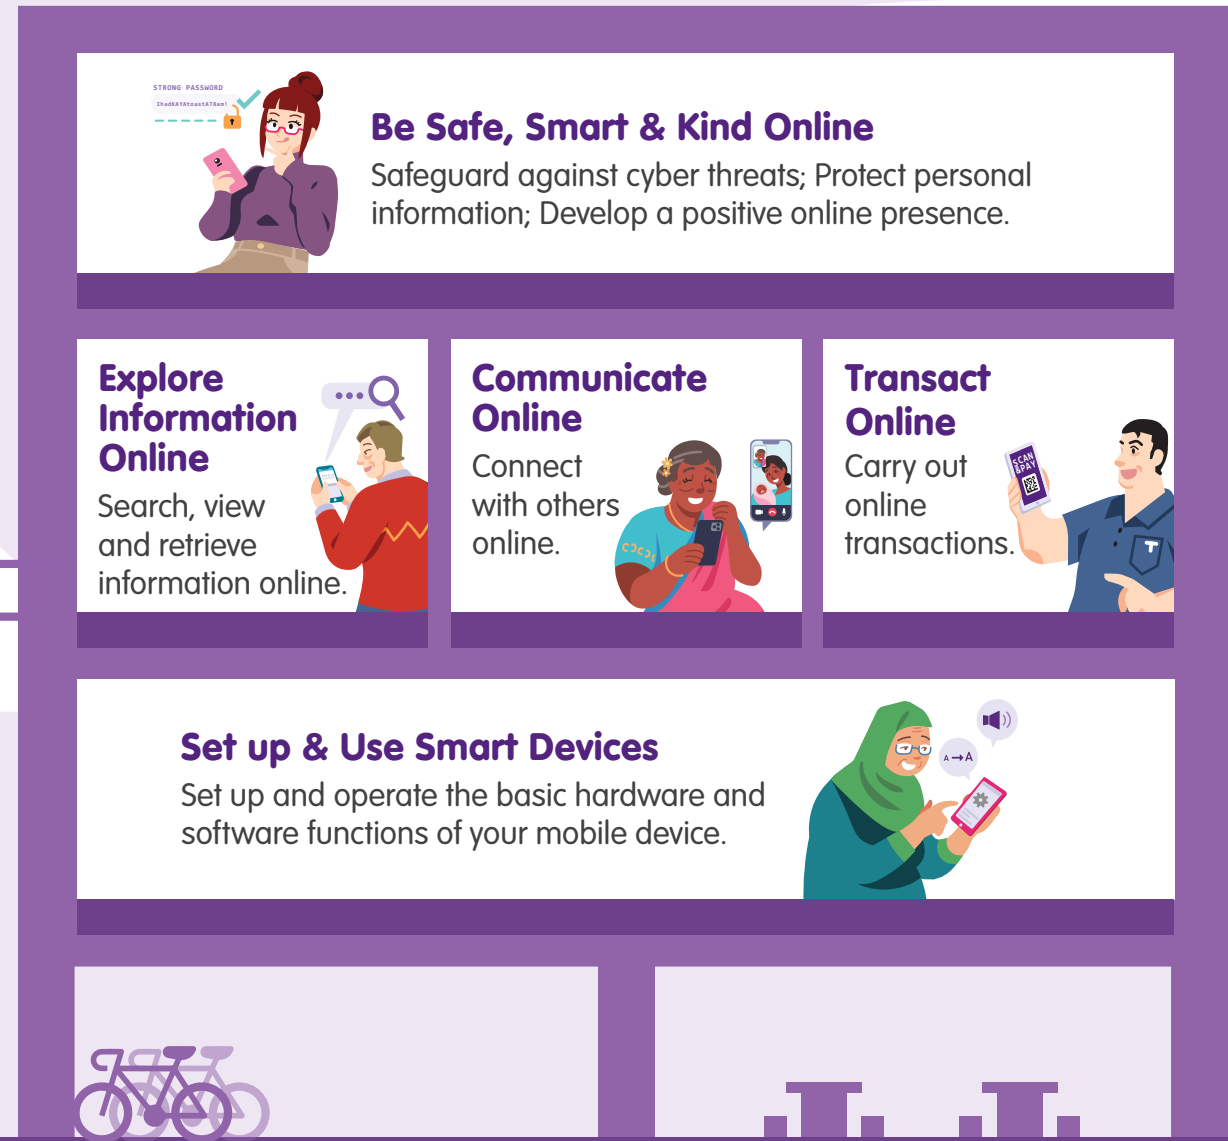 STRONG PASSWORD
IhadKAYAtoastAT8am!
Be Safe, Smart & Kind Online
Safeguard against cyber threats; Protect personal
information; Develop a positive online presence.
Explore
Information
Online
Search, view
and retrieve
information online.
Communicate
Online
Connect
with others
online.
Transact
Online
Carry out
online
transactions.
SCAN
&PAY
T
Set up & Use Smart Devices
Set up and operate the basic hardware and
software functions of your mobile device.
A→A